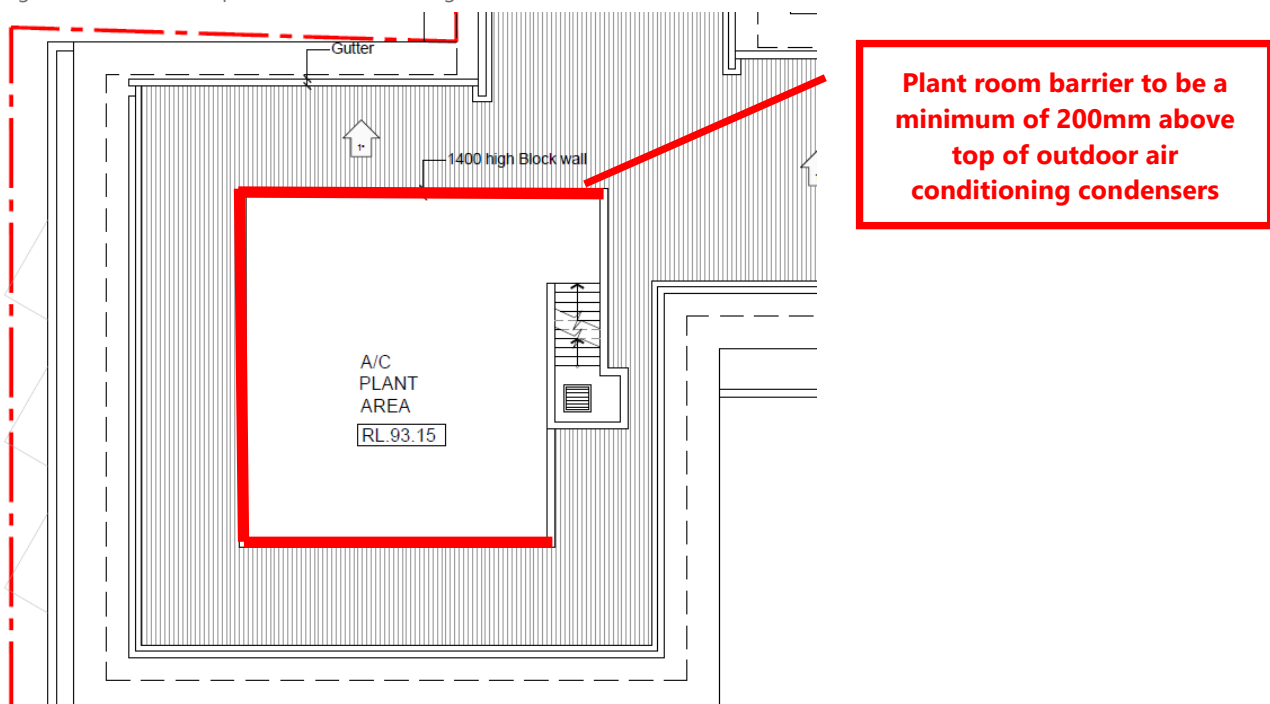 Gutter
Plant room barrier to be a
minimum of 200mm above
top of outdoor air
conditioning condensers
1400 high Block wall
A/C
PLANT
AREA
RL.93.15